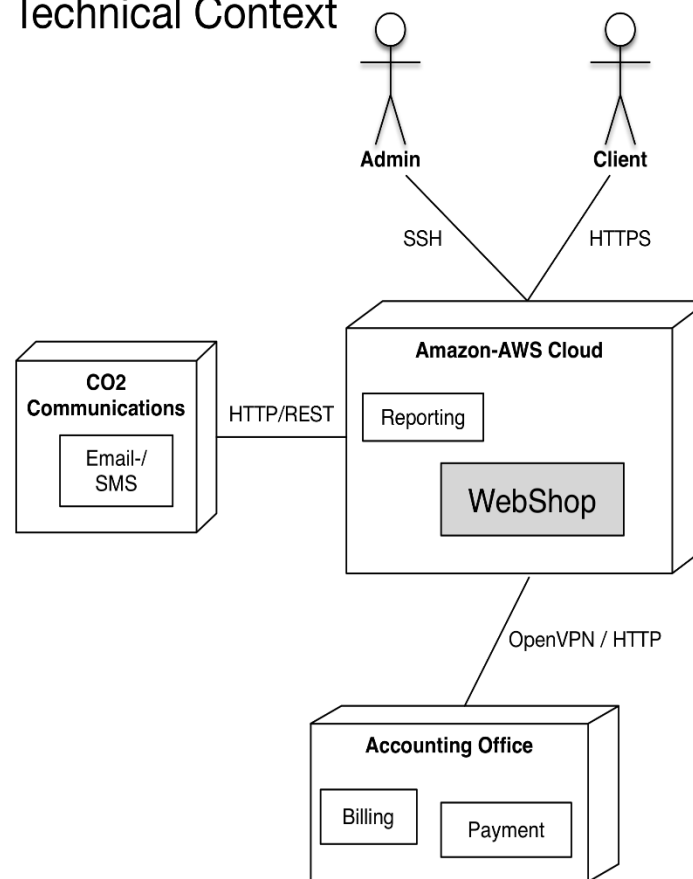 Technical Context
Admin
Client
SSH
HTTPS
Amazon-AWS Cloud
CO2
Communications
HTTP/REST
Reporting
Email-/
SMS
WebShop
OpenVPN / HTTP
Accounting Office
Billing
Payment